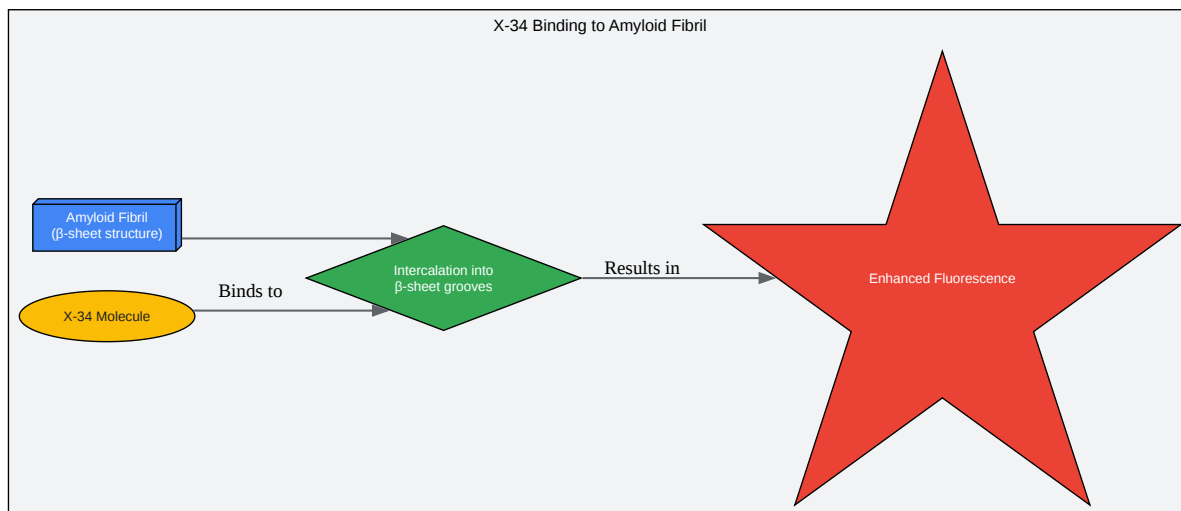 X-34 Binding to Amyloid Fibril
Amyloid Fibril
(β-sheet structure)
X-34 Molecule
Binds to
Intercalation into
β-sheet grooves
Results in
Enhanced Fluorescence